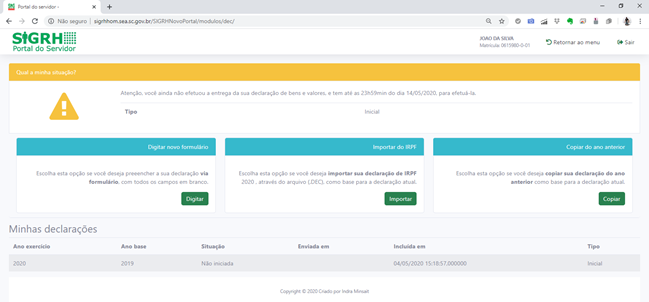 Portal do servidor -
Não seguro | sigrhhom.sea.sc.gov.br/SIGRHNovoPortal/modulos/dec/
SIGRH
Portal do Servidor
JOAO DA SILVA
Retornar ao menu
Sair
Qual a minha situação?
Atenção, você ainda não efetuou a entrega da sua declaração de bens e valores, e tem até as 23h59min do dia 14/05/2020, para efetuá-la.
Tipo Inicial
Digitar novo formulário
Escolha esta opção se você deseja preeencher a sua declaração via
formulário, com todos os campos em branco.
Digitar
Importar do IRPF
Escolha esta opção se você deseja importar sua declaração de IRPF
2020 , através do arquivo (.DEC), como base para a declaração atual.
Importar
Copiar do ano anterior
Escolha esta opção se você deseja copiar sua declaração do ano
anterior como base para a declaração atual.
Copiar
Minhas declarações
Ano exercício Ano base Situação Enviada em Incluída em Tipo
2020 2019 Não iniciada 04/05/2020 15:18:57.000000 Inicial
Copyright © 2020 Criado por Indra Minsait